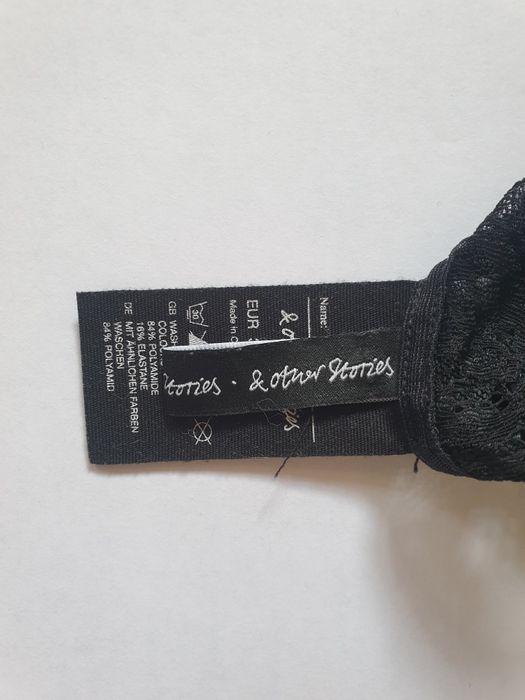 Stories · & other Stories
Name:
& o
EUR
Made in C
30
GB WASH
COLO
84% POLYAMIDE
16% ELASTANE
DE MIT ÄHNLICHEN FARBEN
WASCHEN
84% POLYAMID